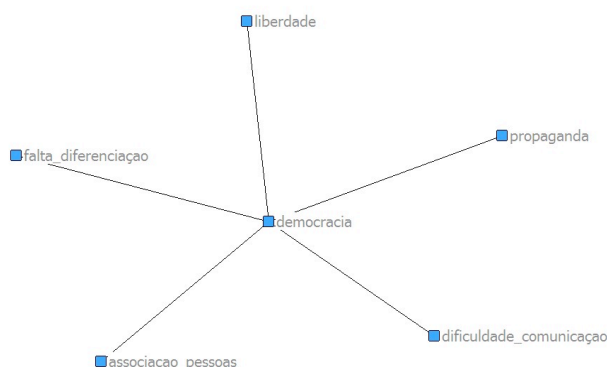 liberdade
propaganda
falta_diferenciaçao
democracia
dificuldade_comunicaçao
associacao_pessoas